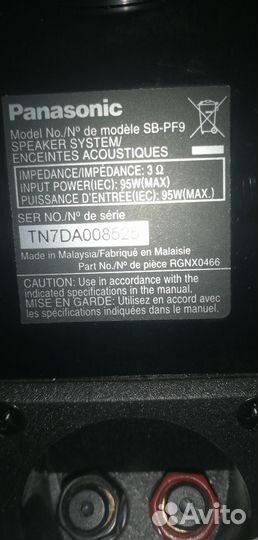 Panasonic
Model No./Nº de modèle SB-PF9
SPEAKER SYSTEM/
ENCEINTES ACOUSTIQUES
IMPEDANCE/IMPÉDANCE: 3 Ω
INPUT POWER(IEC): 95W(MAX)
PUISSANCE D'ENTRÉE(IEC): 95W(MAX.)
SER NO./Nº de série
TN7DA008525
Made in Malaysia/Fabriqué en Malaisie
Part No./Nº de pièce RGNX0466
CAUTION: Use in accordance with the
indicated specifications in the manual.
MISE EN GARDE: Utilisez en accord avec
les spécifications indiquées dans le manuel.
Avito